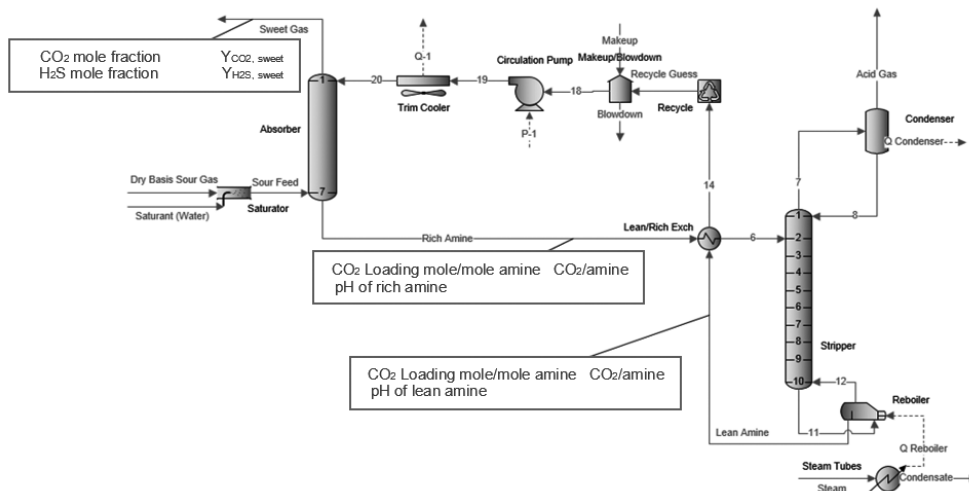 Sweet Gas
CO₂ mole fraction Y_CO2, sweet
H₂S mole fraction Y_H2S, sweet
Q-1
20
19
Trim Cooler
Circulation Pump
P-1
Makeup
Makeup/Blowdown
18
Blowdown
Recycle Guess
Recycle
Acid Gas
Condenser
Q Condenser
1
Absorber
7
Dry Basis Sour Gas
Sour Feed
Saturant (Water)
Saturator
14
7
8
Rich Amine
Lean/Rich Exch
6
CO₂ Loading mole/mole amine CO₂/amine
pH of rich amine
1
2
3
4
5
6
7
8
9
10
Stripper
CO₂ Loading mole/mole amine CO₂/amine
pH of lean amine
12
Reboiler
Lean Amine
11
Q Reboiler
Steam Tubes
Steam
Condensate